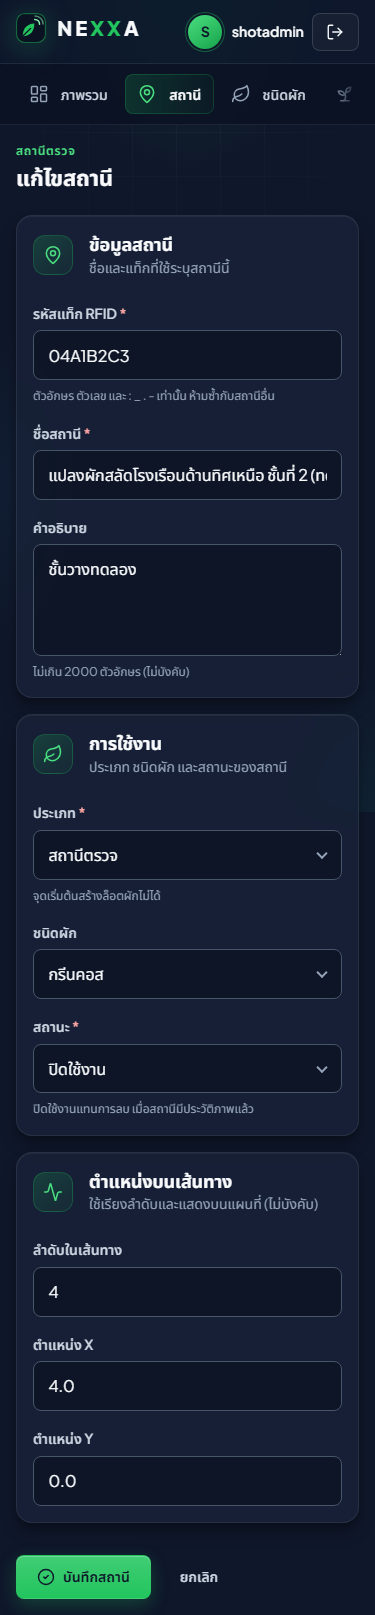 NEXXA
S shotadmin
ภาพรวม สถานี ชนิดผัก
สถานีตรวจ
แก้ไขสถานี
ข้อมูลสถานี
ชื่อและแท็กที่ใช้ระบุสถานีนี้
รหัสแท็ก RFID *
04A1B2C3
ตัวอักษร ตัวเลข และ : _ . - เท่านั้น ห้ามซ้ำกับสถานีอื่น
ชื่อสถานี *
แปลงผักสลัดโรงเรือนด้านทิศเหนือ ชั้นที่ 2
คำอธิบาย
ชั้นวางทดลอง
ไม่เกิน 2000 ตัวอักษร (ไม่บังคับ)
การใช้งาน
ประเภท ชนิดผัก และสถานะของสถานี
ประเภท *
สถานีตรวจ
จุดเริ่มต้นสร้างล็อตผักไม่ได้
ชนิดผัก
กรีนคอส
สถานะ *
ปิดใช้งาน
ปิดใช้งานแทนการลบ เมื่อสถานีมีประวัติภาพแล้ว
ตำแหน่งบนเส้นทาง
ใช้เรียงลำดับและแสดงบนแผนที่ (ไม่บังคับ)
ลำดับในเส้นทาง
4
ตำแหน่ง X
4.0
ตำแหน่ง Y
0.0
บันทึกสถานี ยกเลิก